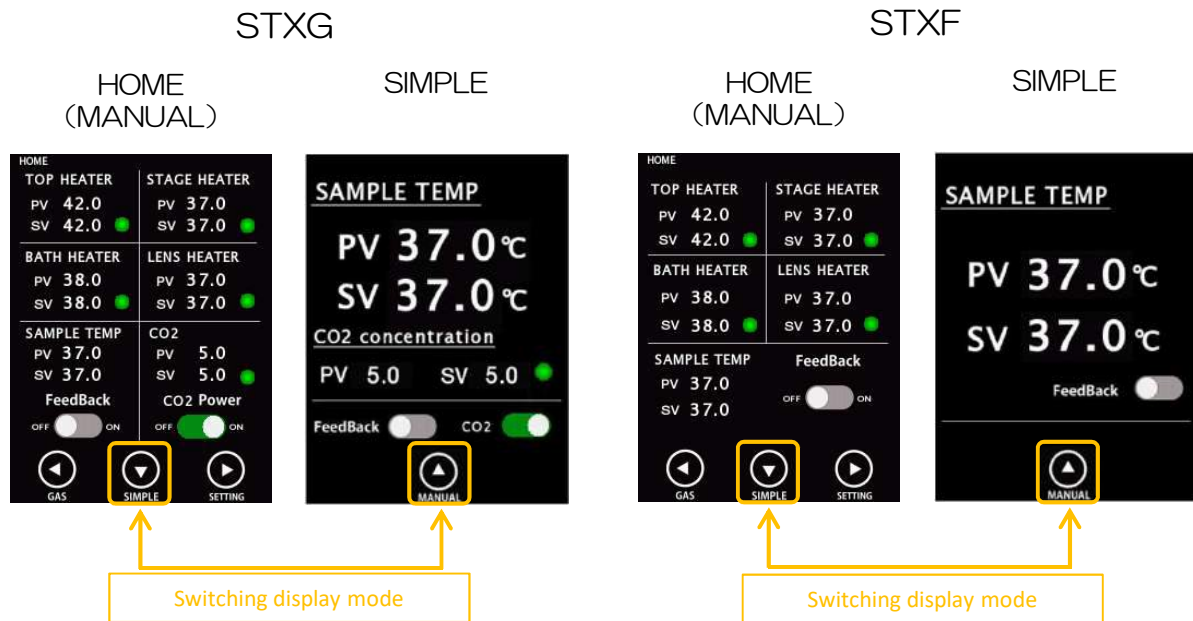 STXG
HOME
(MANUAL)
SIMPLE
HOME
TOP HEATER
PV 42.0
SV 42.0
STAGE HEATER
PV 37.0
SV 37.0
BATH HEATER
PV 38.0
SV 38.0
LENS HEATER
PV 37.0
SV 37.0
SAMPLE TEMP
PV 37.0
SV 37.0
CO2
PV 5.0
SV 5.0
FeedBack
OFF ON
CO2 Power
OFF ON
GAS
SIMPLE
SETTING
SAMPLE TEMP
PV 37.0℃
SV 37.0℃
CO2 concentration
PV 5.0 SV 5.0
FeedBack CO2
MANUAL
Switching display mode
STXF
HOME
(MANUAL)
SIMPLE
HOME
TOP HEATER
PV 42.0
SV 42.0
STAGE HEATER
PV 37.0
SV 37.0
BATH HEATER
PV 38.0
SV 38.0
LENS HEATER
PV 37.0
SV 37.0
SAMPLE TEMP
PV 37.0
SV 37.0
FeedBack
OFF ON
GAS
SIMPLE
SETTING
SAMPLE TEMP
PV 37.0℃
SV 37.0℃
FeedBack
MANUAL
Switching display mode